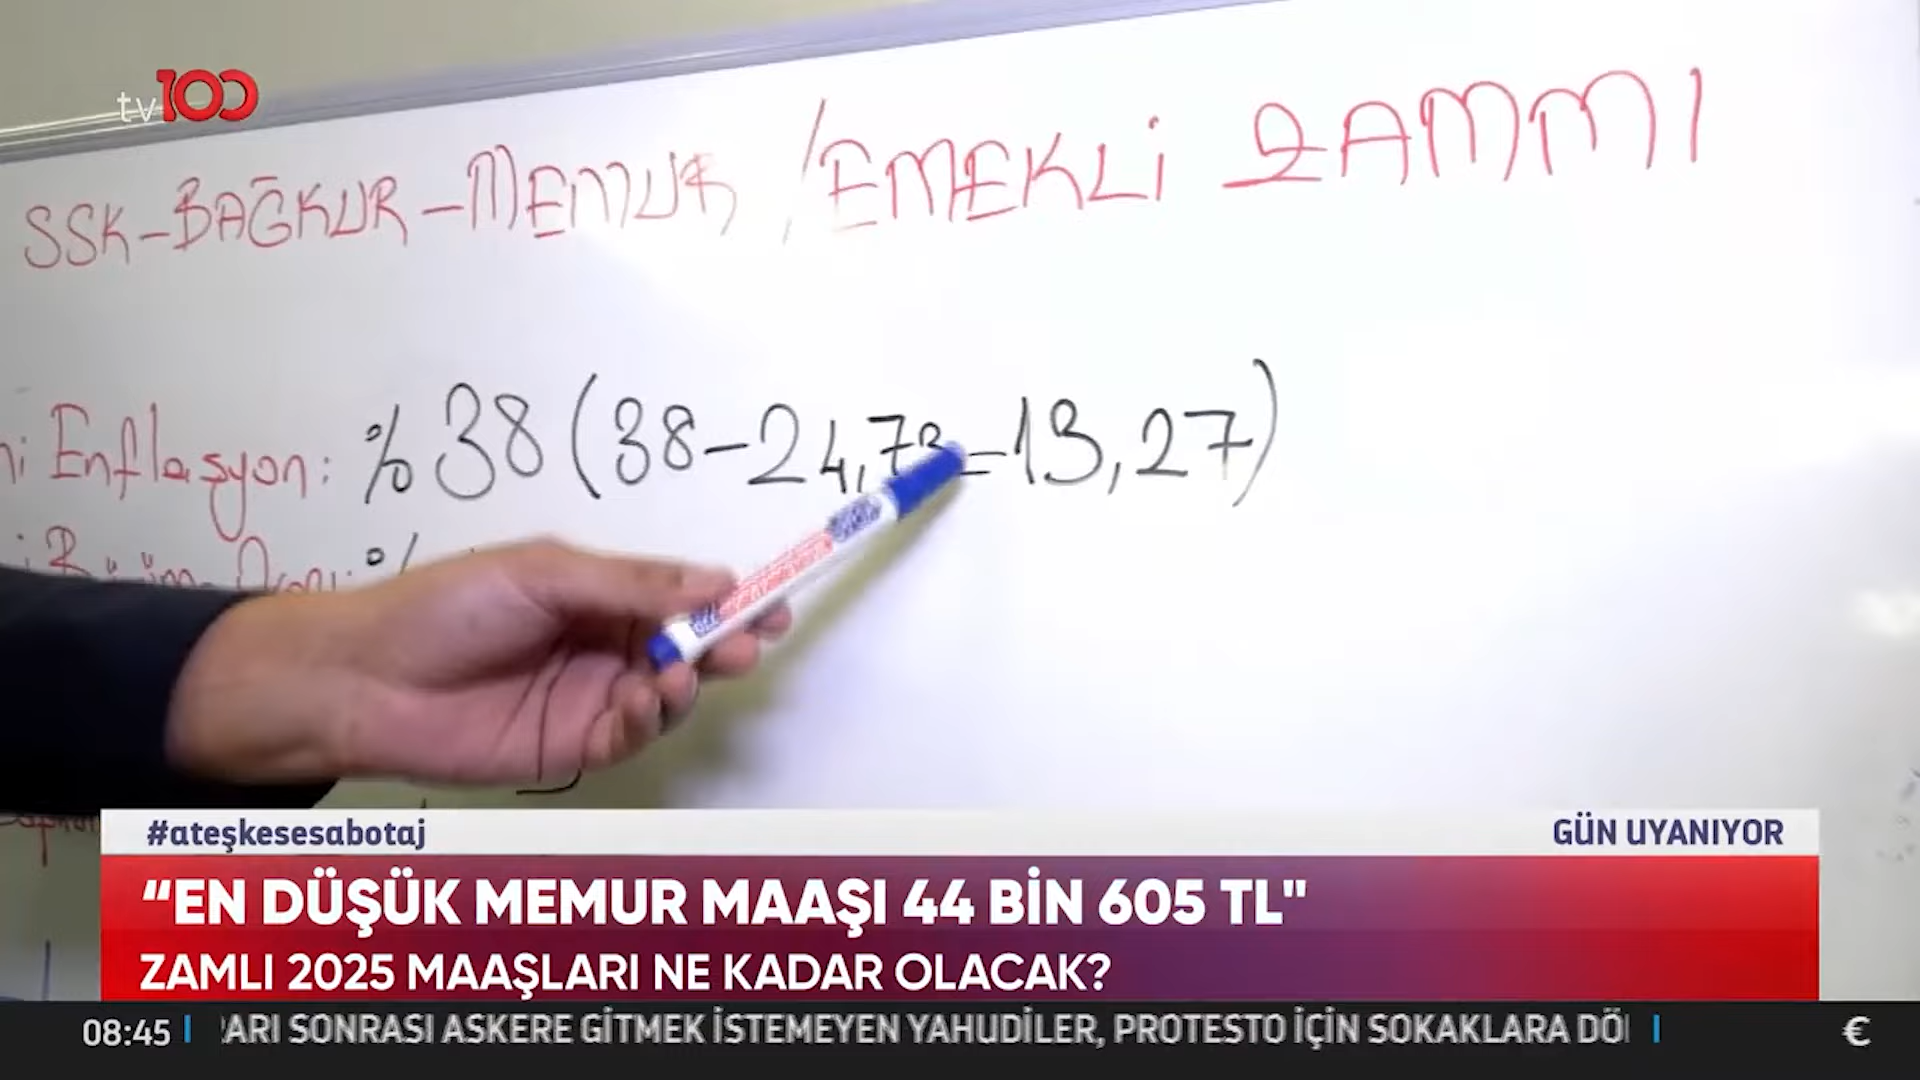 tv100
SSK-BAĞKUR-MEMUR/EMEKLİ ZAMMI
Enflasyon: %38(38-24,73=13,27)
%
#ateşkesesabotaj
GÜN UYANIYOR
“EN DÜŞÜK MEMUR MAAŞI 44 BİN 605 TL"
ZAMLI 2025 MAAŞLARI NE KADAR OLACAK?
08:45
SONRASI ASKERE GİTMEK İSTEMEYEN YAHUDİLER, PROTESTO İÇİN SOKAKLARA
€